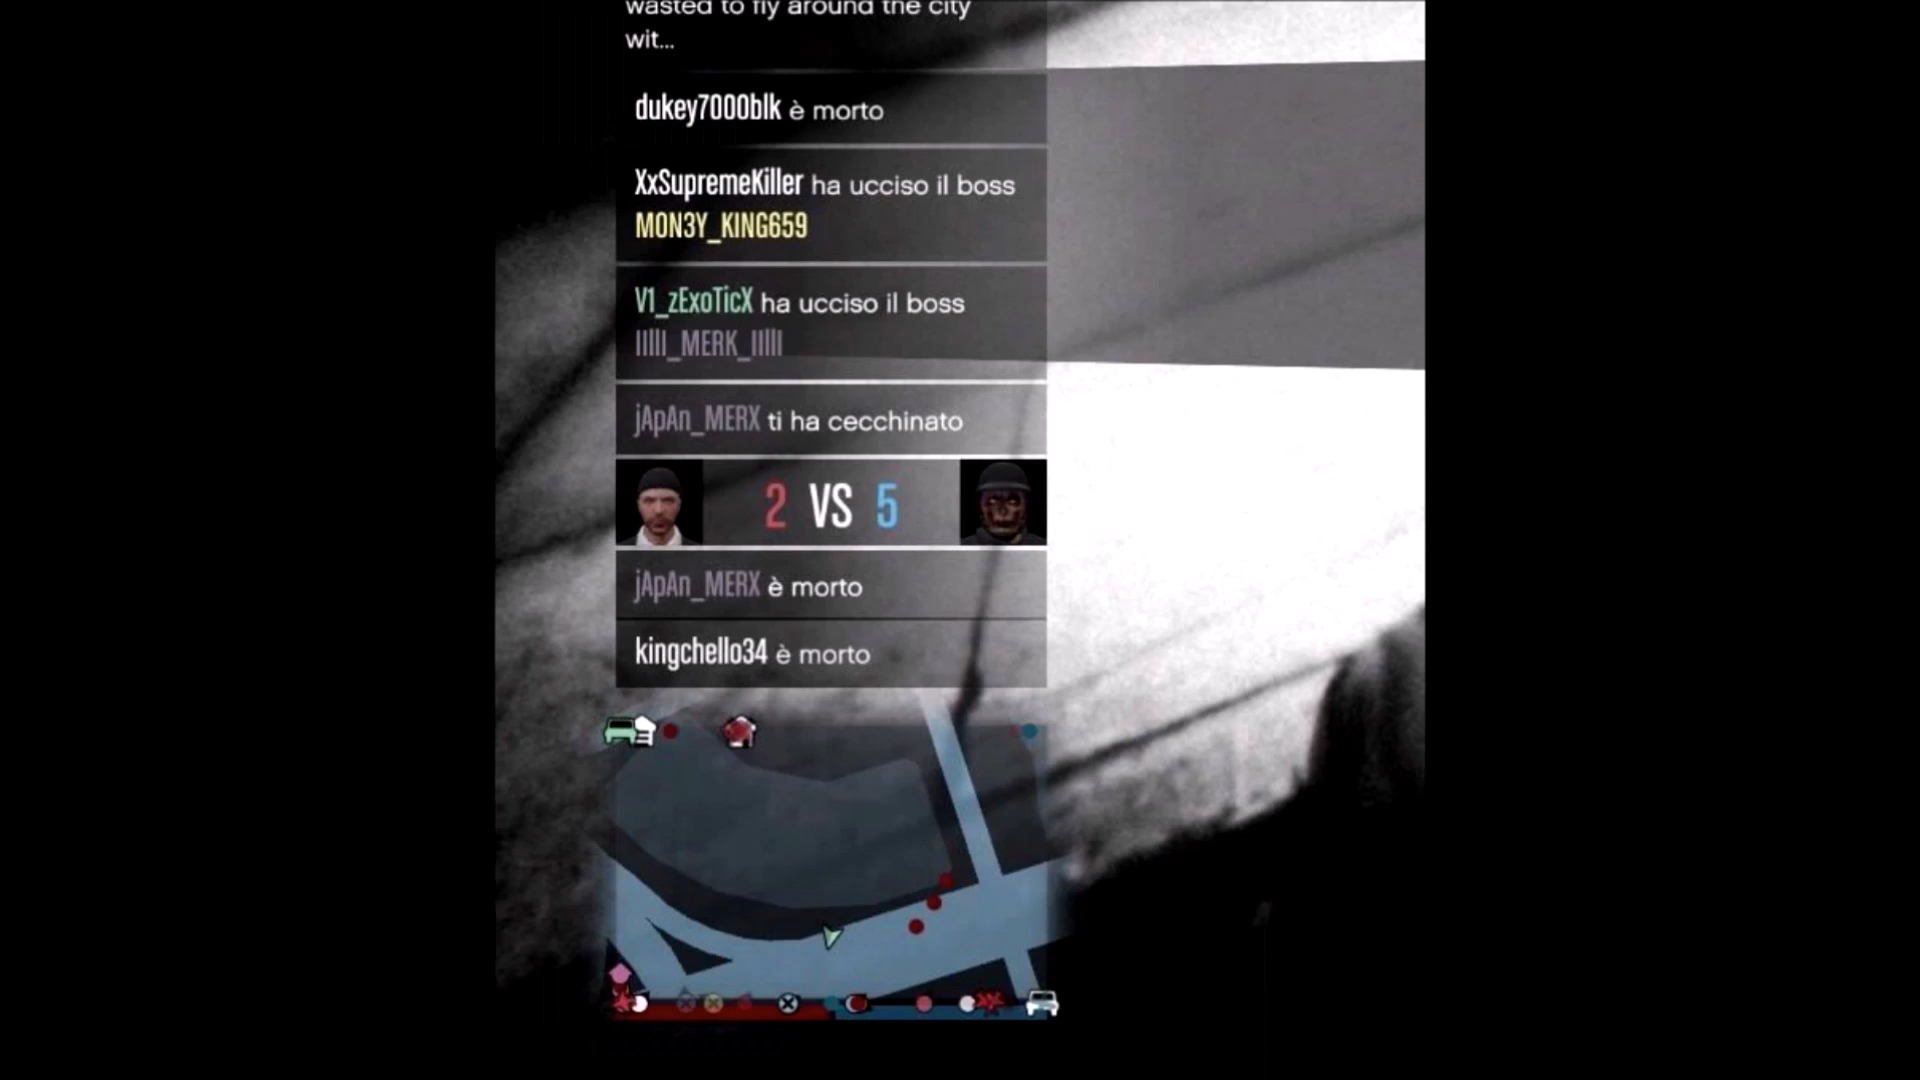 wasted to fly around the city
wit...
dukey7000blk è morto
XxSupremeKiller ha ucciso il boss
MON3Y_KING659
V1_zExoTicX ha ucciso il boss
IIlllI_MERK_IIlllI
jApAn_MERX ti ha cecchinato
2 VS 5
jApAn_MERX è morto
kingchello34 è morto